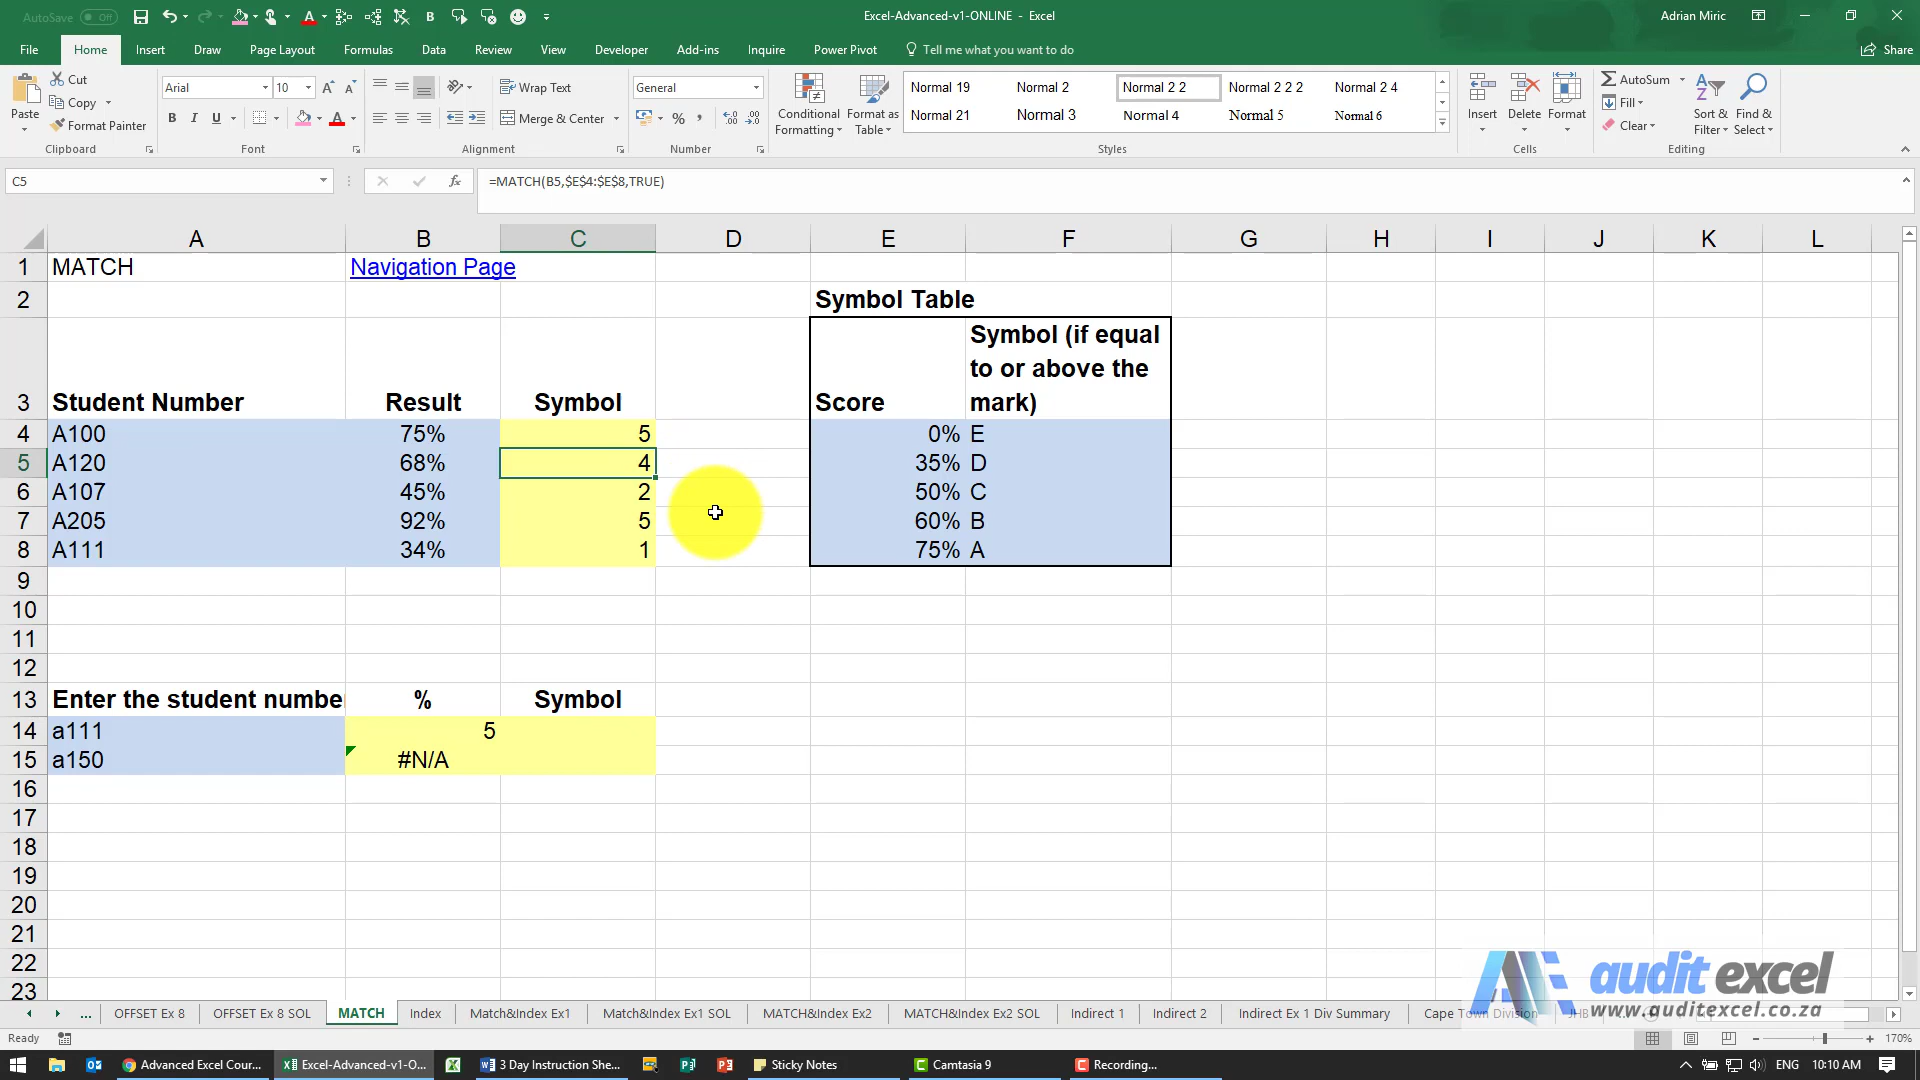 AutoSave Off
Excel-Advanced-v1-ONLINE - Excel
Adrian Miric
File Home Insert Draw Page Layout Formulas Data Review View Developer Add-ins Inquire Power Pivot Tell me what you want to do Share
Paste
Cut
Copy
Format Painter
Clipboard
Arial 10
B I U
Font
Wrap Text
Merge & Center
Alignment
General
%
Number
Conditional Formatting
Format as Table
Normal 19 Normal 2 Normal 2 2 Normal 2 2 2 Normal 2 4
Normal 21 Normal 3 Normal 4 Normal 5 Normal 6
Styles
Insert Delete Format
Cells
AutoSum
Fill
Clear
Sort & Filter
Find & Select
Editing
C5
fx
=MATCH(B5,$E$4:$E$8,TRUE)
A B C D E F G H I J K L
1 MATCH Navigation Page
2 Symbol Table
3 Student Number Result Symbol Score Symbol (if equal to or above the mark)
4 A100 75% 5 0% E
5 A120 68% 4 35% D
6 A107 45% 2 50% C
7 A205 92% 5 60% B
8 A111 34% 1 75% A
9
10
11
12
13 Enter the student number % Symbol
14 a111 5
15 a150 #N/A
16
17
18
19
20
21
22
23
audit excel
www.auditexcel.co.za
... OFFSET Ex 8 OFFSET Ex 8 SOL MATCH Index Match&Index Ex1 Match&Index Ex1 SOL MATCH&Index Ex2 MATCH&Index Ex2 SOL Indirect 1 Indirect 2 Indirect Ex 1 Div Summary Cape Town Division JHB
Ready
170%
Advanced Excel Cour... Excel-Advanced-v1-O... 3 Day Instruction She... Sticky Notes Camtasia 9 Recording... ENG 10:10 AM